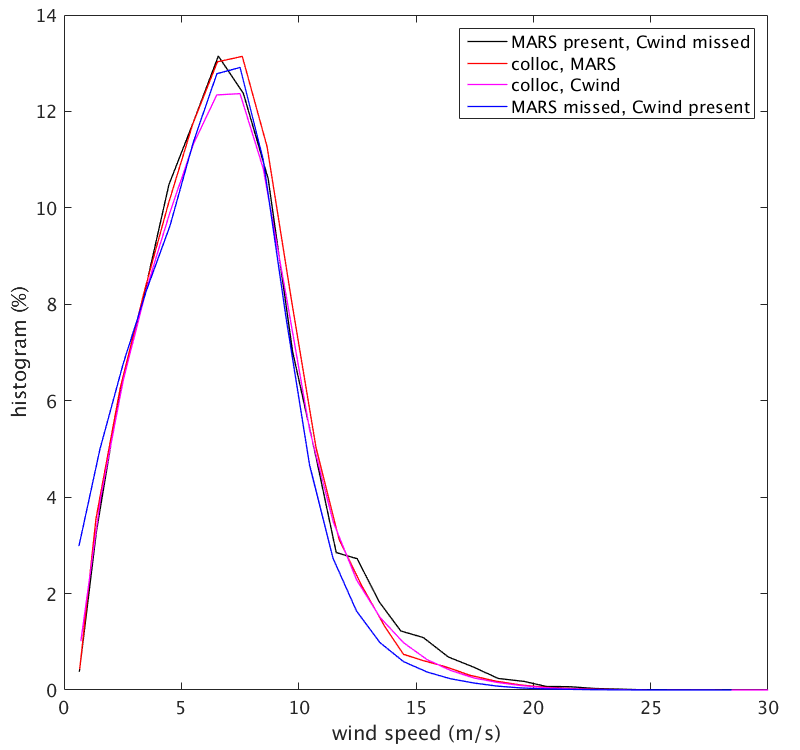 MARS present, Cwind missed
colloc, MARS
colloc, Cwind
MARS missed, Cwind present
histogram (%)
14
12
10
8
6
4
2
0
0 5 10 15 20 25 30
wind speed (m/s)